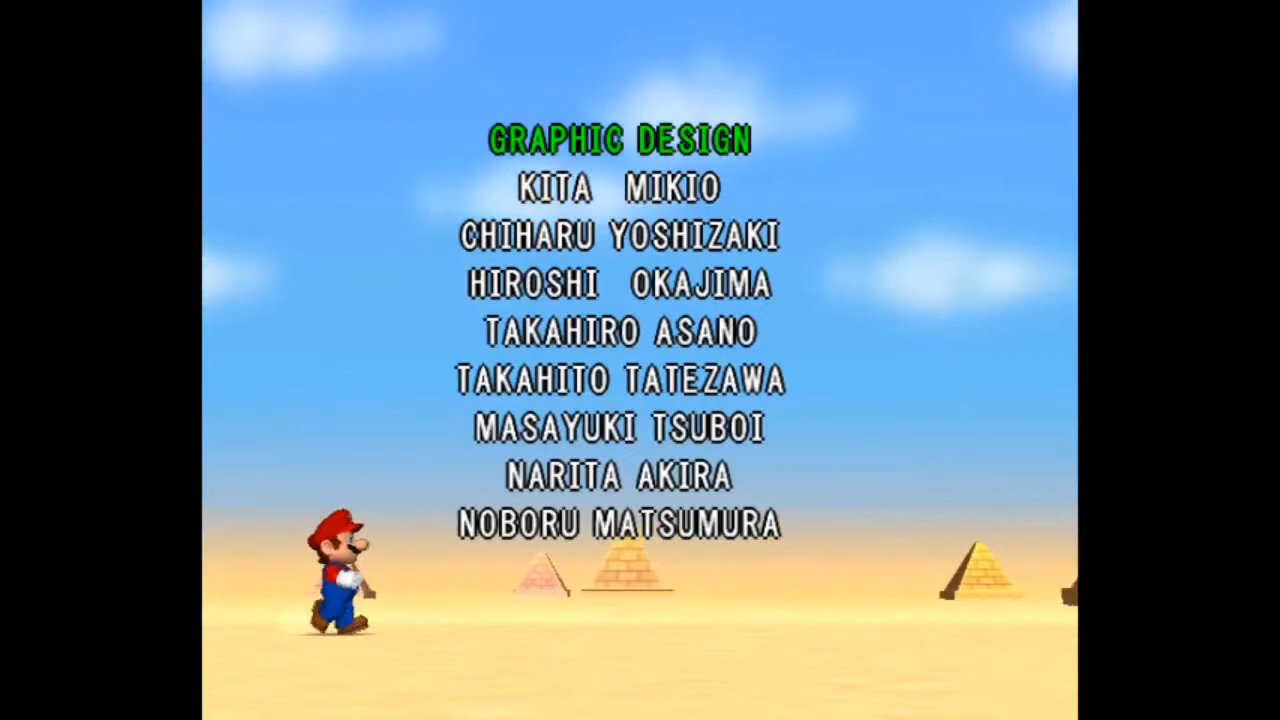 GRAPHIC DESIGN
KITA MIKIO
CHIHARU YOSHIZAKI
HIROSHI OKAJIMA
TAKAHIRO ASANO
TAKAHITO TATEZAWA
MASAYUKI TSUBOI
NARITA AKIRA
NOBORU MATSUMURA